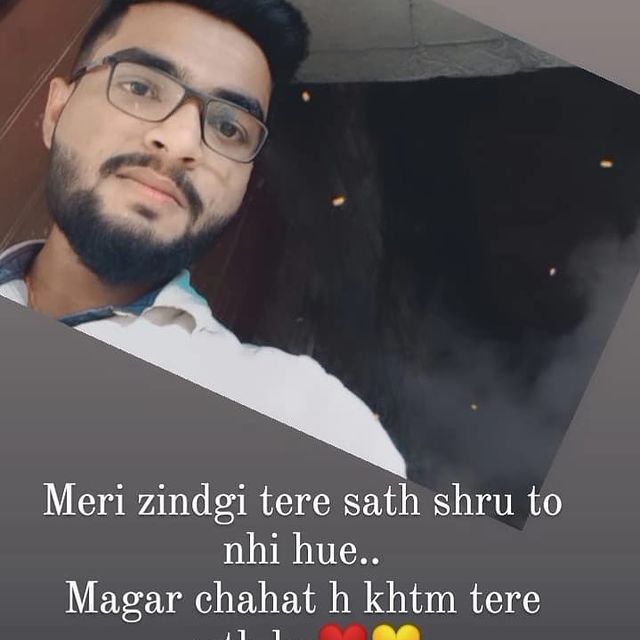 Meri zindgi tere sath shru to
nhi hue..
Magar chahat h khtm tere
❤️💛